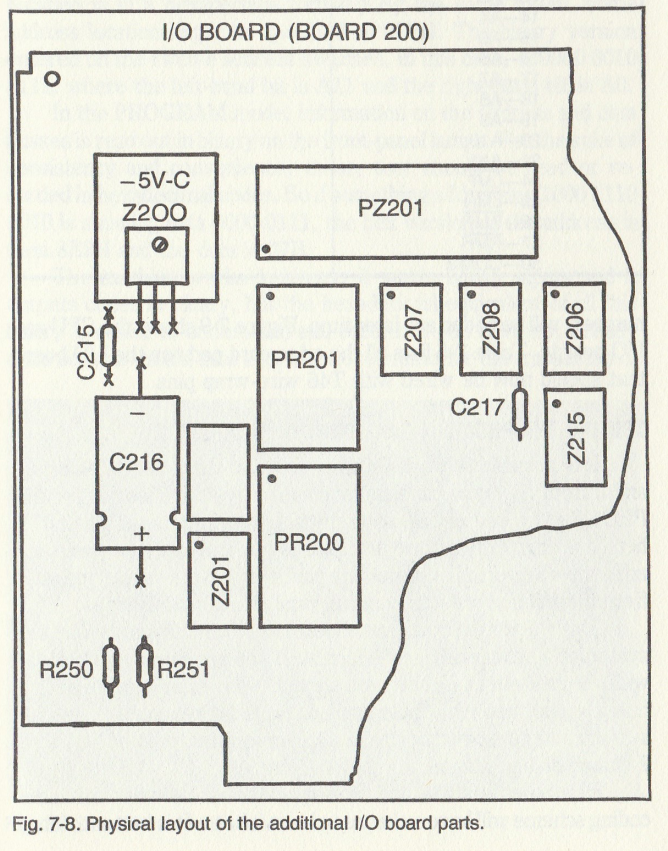 I/O BOARD (BOARD 200)
5V-C
Z200
PZ201
C215
PR201
Z207
Z208
Z206
C217
Z215
−
C216
+
PR200
Z201
R250
R251
Fig. 7-8. Physical layout of the additional I/O board parts.